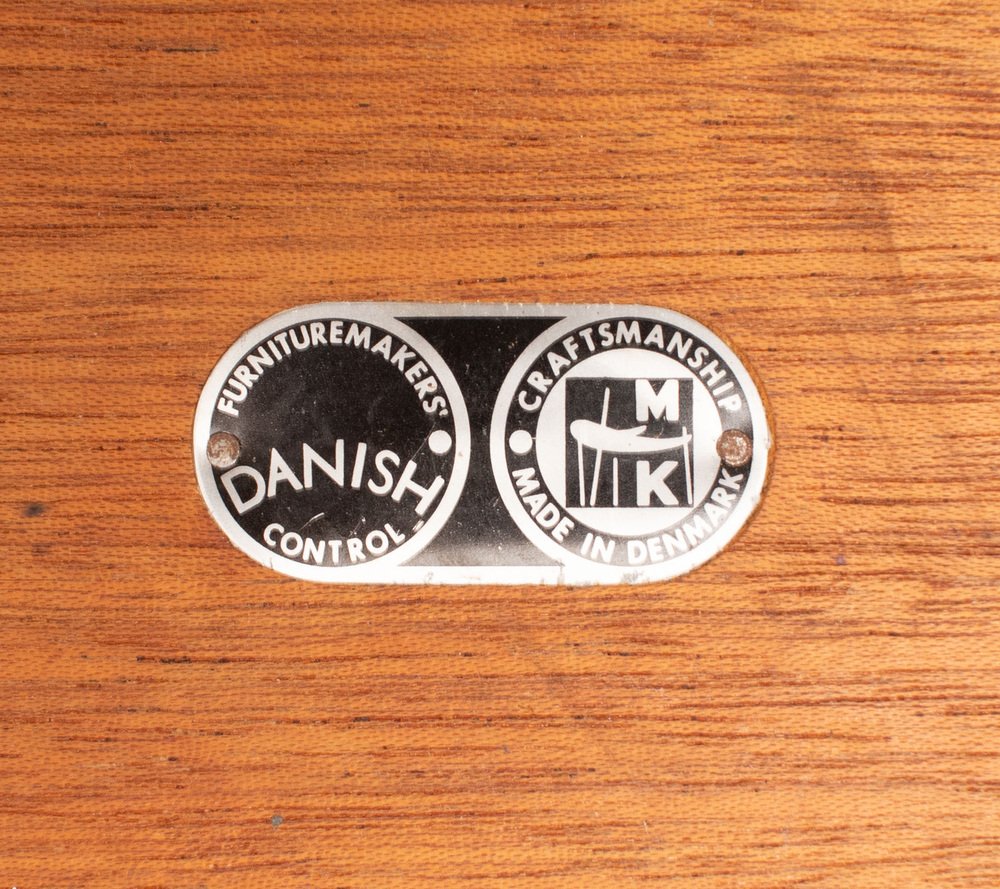 FURNITUREMAKERS'
DANISH
CONTROL
CRAFTSMANSHIP
M
K
MADE IN DENMARK